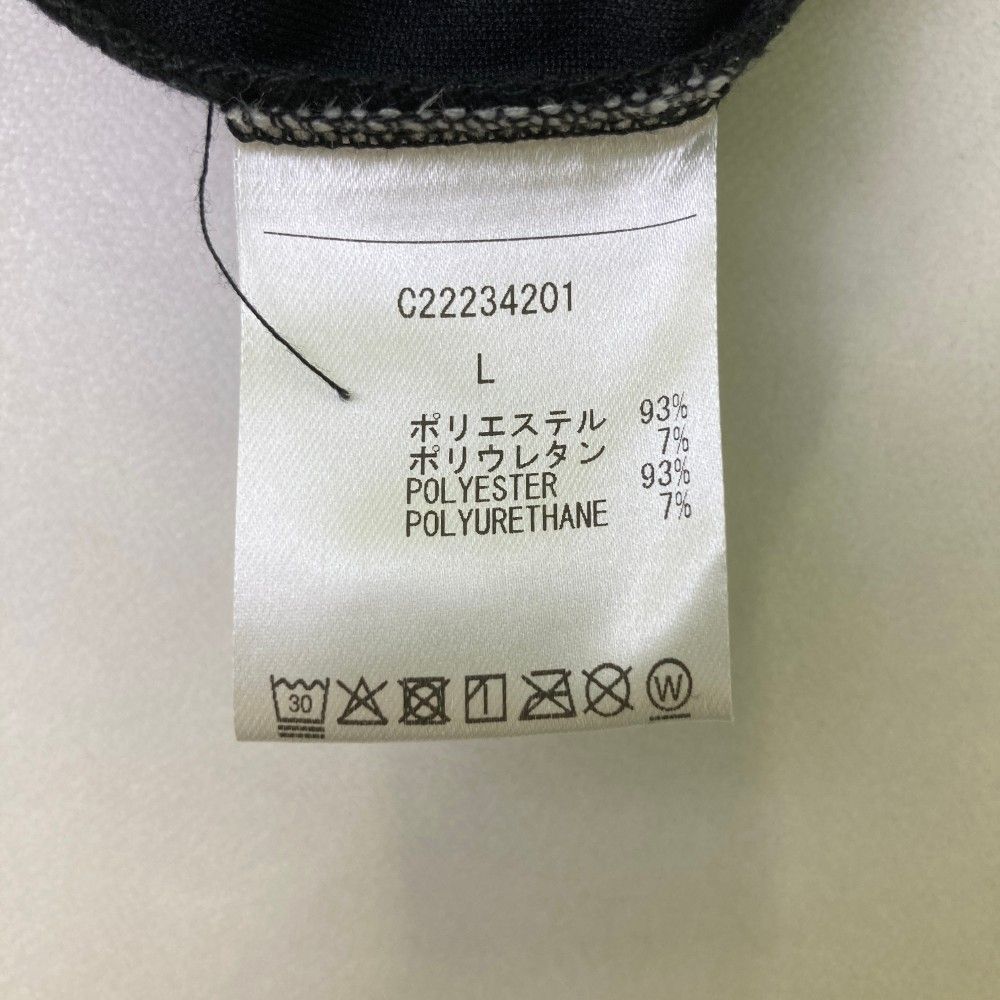 C22234201
L
ポリエステル 93%
ポリウレタン 7%
POLYESTER 93%
POLYURETHANE 7%
30 W